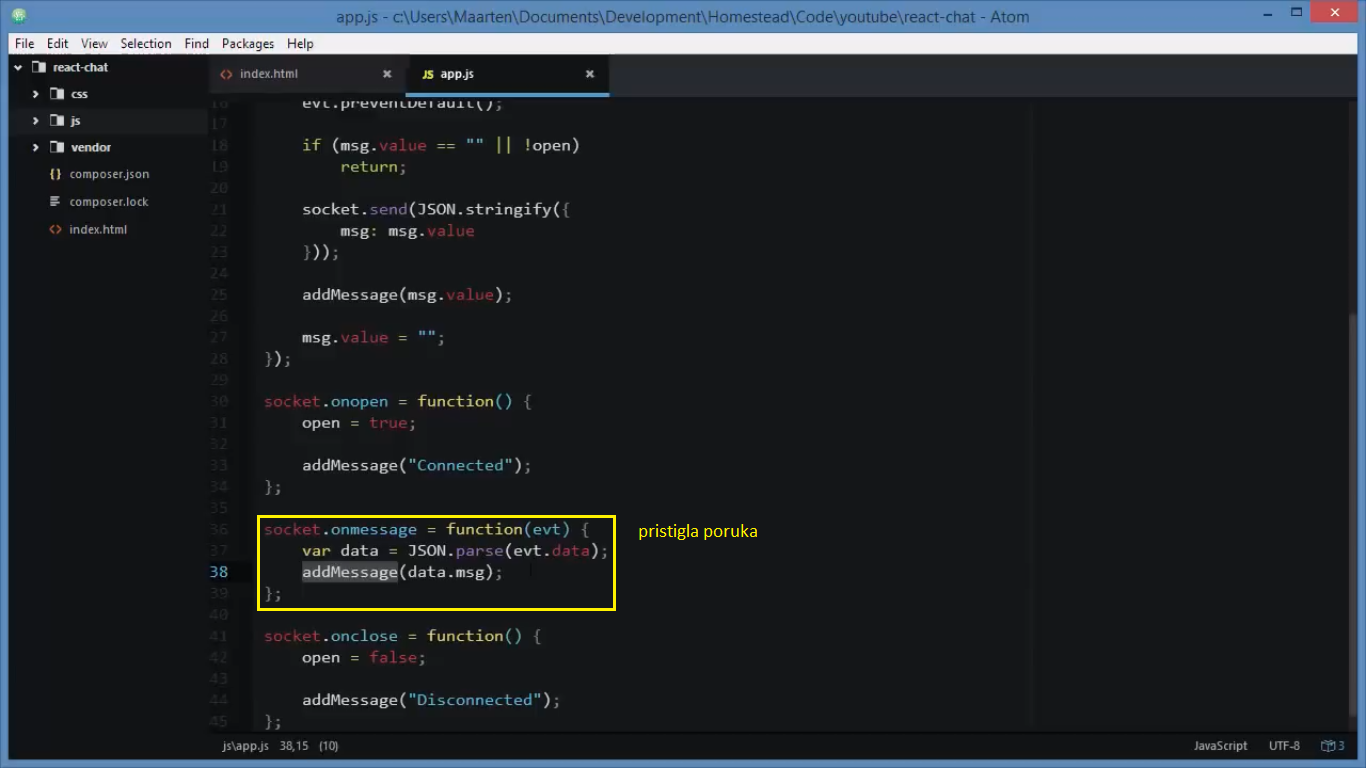 app.js - c:\Users\Maarten\Documents\Development\Homestead\Code\youtube\react-chat - Atom
File Edit View Selection Find Packages Help
react-chat
css
js
vendor
composer.json
composer.lock
index.html
index.html
app.js
16 evt.preventDefault();
17
18 if (msg.value == "" || !open)
19 return;
20
21 socket.send(JSON.stringify({
22 msg: msg.value
23 }));
24
25 addMessage(msg.value);
26
27 msg.value = "";
28 });
29
30 socket.onopen = function() {
31 open = true;
32
33 addMessage("Connected");
34 };
35
36 socket.onmessage = function(evt) { pristigla poruka
37 var data = JSON.parse(evt.data);
38 addMessage(data.msg);
39 };
40
41 socket.onclose = function() {
42 open = false;
43
44 addMessage("Disconnected");
45 };
js\app.js 38,15 (10) JavaScript UTF-8 3